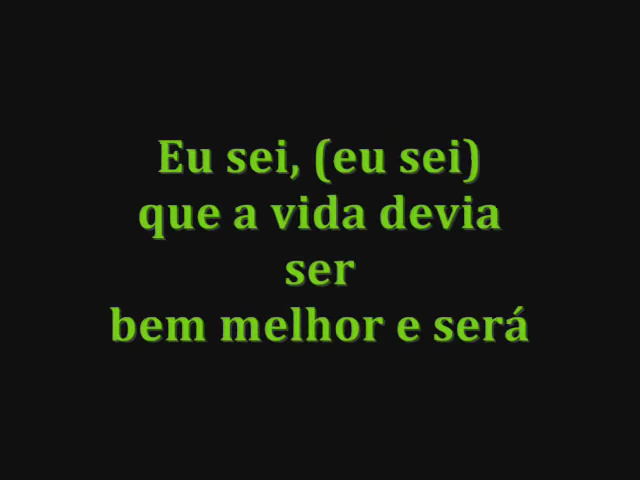 Eu sei, (eu sei)
que a vida devia
ser
bem melhor e será